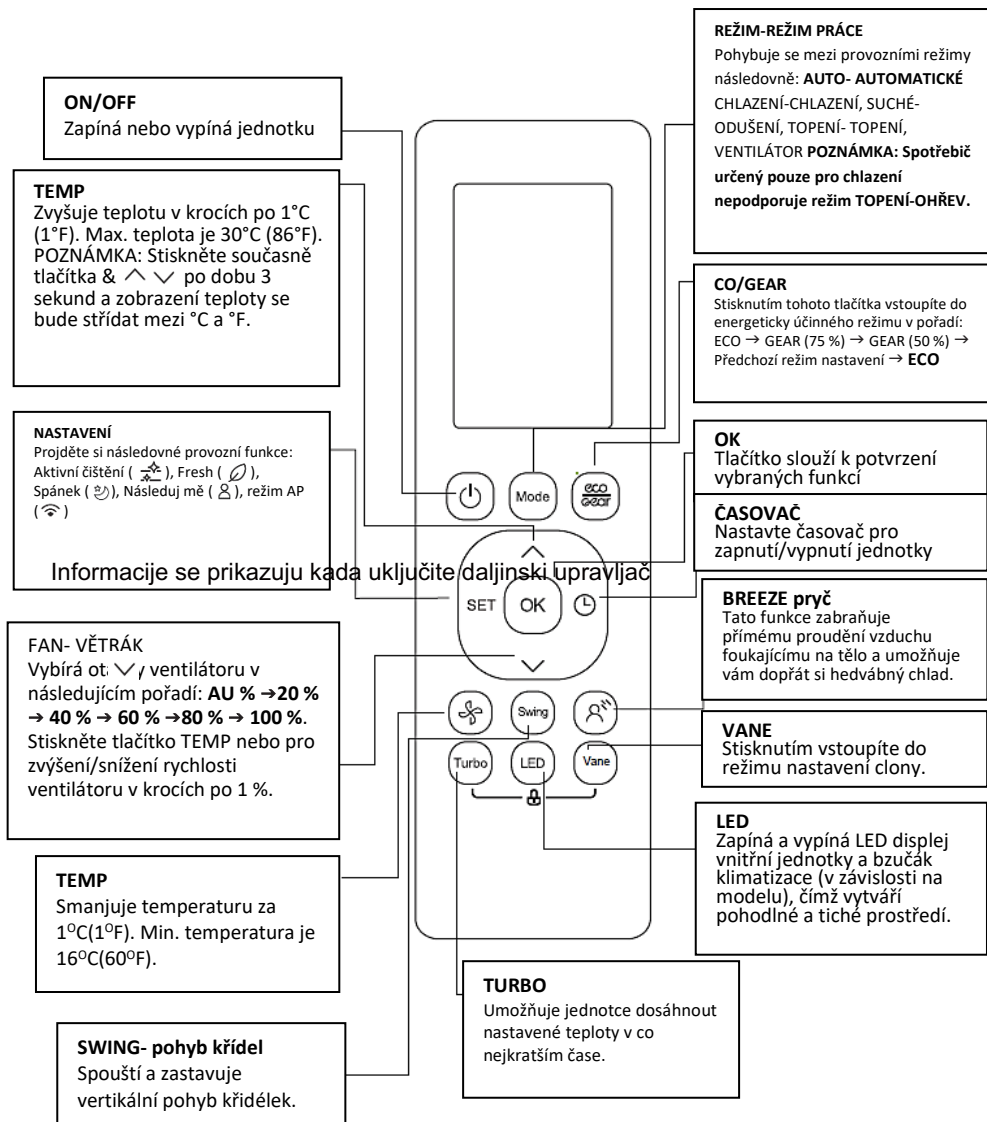 REŽIM-REŽIM PRÁCE
Pohybuje se mezi provozními režimy
následovně: AUTO- AUTOMATICKÉ
CHLAZENÍ-CHLAZENÍ, SUCHÉ-
ODUŠENÍ, TOPENÍ- TOPENÍ,
VENTILÁTOR POZNÁMKA: Spotřebič
určený pouze pro chlazení
nepodporuje režim TOPENÍ-OHŘEV.
ON/OFF
Zapíná nebo vypíná jednotku
TEMP
Zvyšuje teplotu v krocích po 1°C
(1°F). Max. teplota je 30°C (86°F).
POZNÁMKA: Stiskněte současně
tlačítka & ︿ ﹀ po dobu 3
sekund a zobrazení teploty se
bude střídat mezi °C a °F.
CO/GEAR
Stisknutím tohoto tlačítka vstoupíte do
energeticky účinného režimu v pořadí:
ECO → GEAR (75 %) → GEAR (50 %) →
Předchozí režim nastavení → ECO
NASTAVENÍ
Projděte si následovné provozní funkce:
Aktivní čištění ( ), Fresh ( ),
Spánek ( ), Následuj mě ( ), režim AP
( )
OK
Tlačítko slouží k potvrzení
vybraných funkcí
ČASOVAČ
Nastavte časovač pro
zapnutí/vypnutí jednotky
Mode
eco
Gear
SET
OK
Informacije se prikazuju kada uključite daljinski upravljač
BREEZE pryč
Tato funkce zabraňuje
přímému proudění vzduchu
foukajícímu na tělo a umožňuje
vám dopřát si hedvábný chlad.
FAN- VĚTRÁK
Vybírá ventilátoru v
následujícím pořadí: AU % →20 %
→ 40 % → 60 % →80 % → 100 %.
Stiskněte tlačítko TEMP nebo pro
zvýšení/snížení rychlosti
ventilátoru v krocích po 1 %.
Swing
Turbo
LED
Vane
VANE
Stisknutím vstoupíte do
režimu nastavení clony.
LED
Zapíná a vypíná LED displej
vnitřní jednotky a bzučák
klimatizace (v závislosti na
modelu), čímž vytváří
pohodlné a tiché prostředí.
TEMP
Smanjuje temperaturu za
1⁰C(1⁰F). Min. temperatura je
16⁰C(60⁰F).
TURBO
Umožňuje jednotce dosáhnout
nastavené teploty v co
nejkratším čase.
SWING- pohyb křídel
Spouští a zastavuje
vertikální pohyb křidélek.